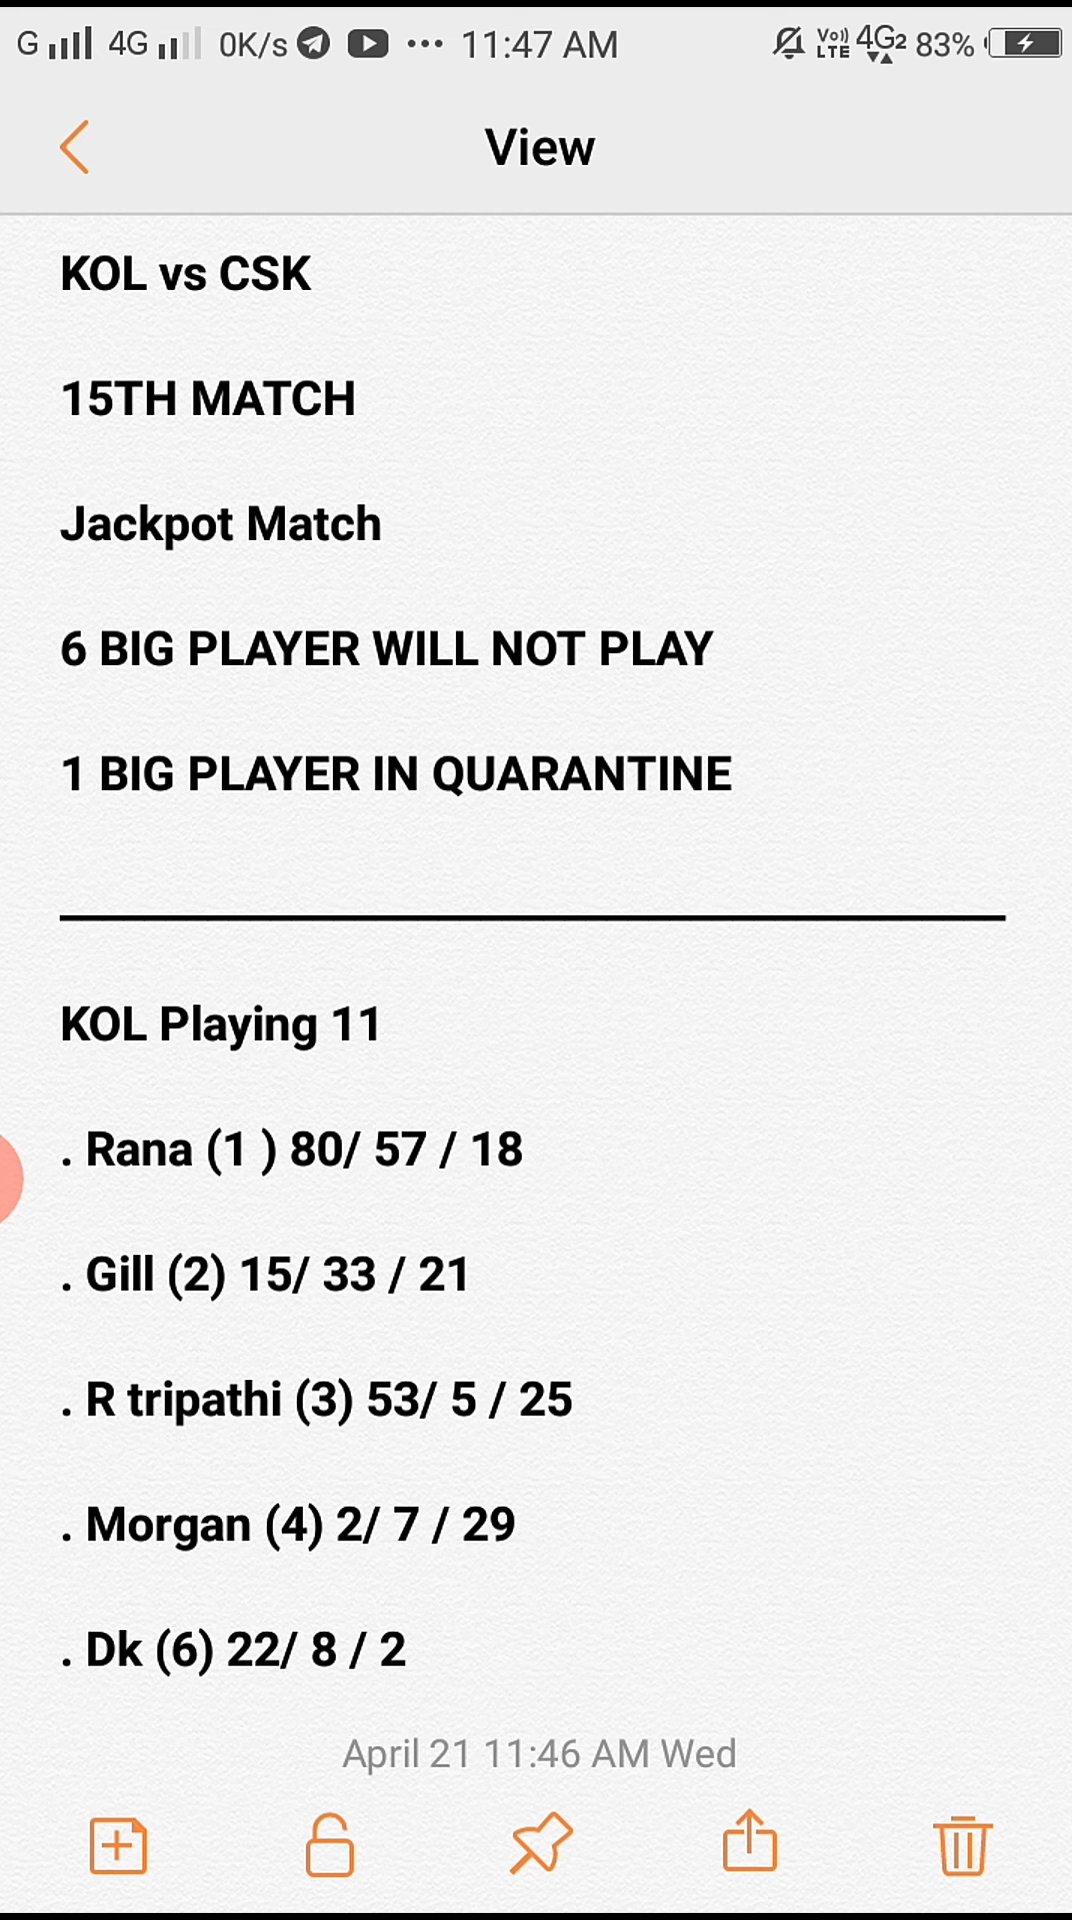 G 4G 0K/s ... 11:47 AM Vo)) LTE 4G2 83%
View
KOL vs CSK
15TH MATCH
Jackpot Match
6 BIG PLAYER WILL NOT PLAY
1 BIG PLAYER IN QUARANTINE
KOL Playing 11
. Rana (1 ) 80/ 57 / 18
. Gill (2) 15/ 33 / 21
. R tripathi (3) 53/ 5 / 25
. Morgan (4) 2/ 7 / 29
. Dk (6) 22/ 8 / 2
April 21 11:46 AM Wed